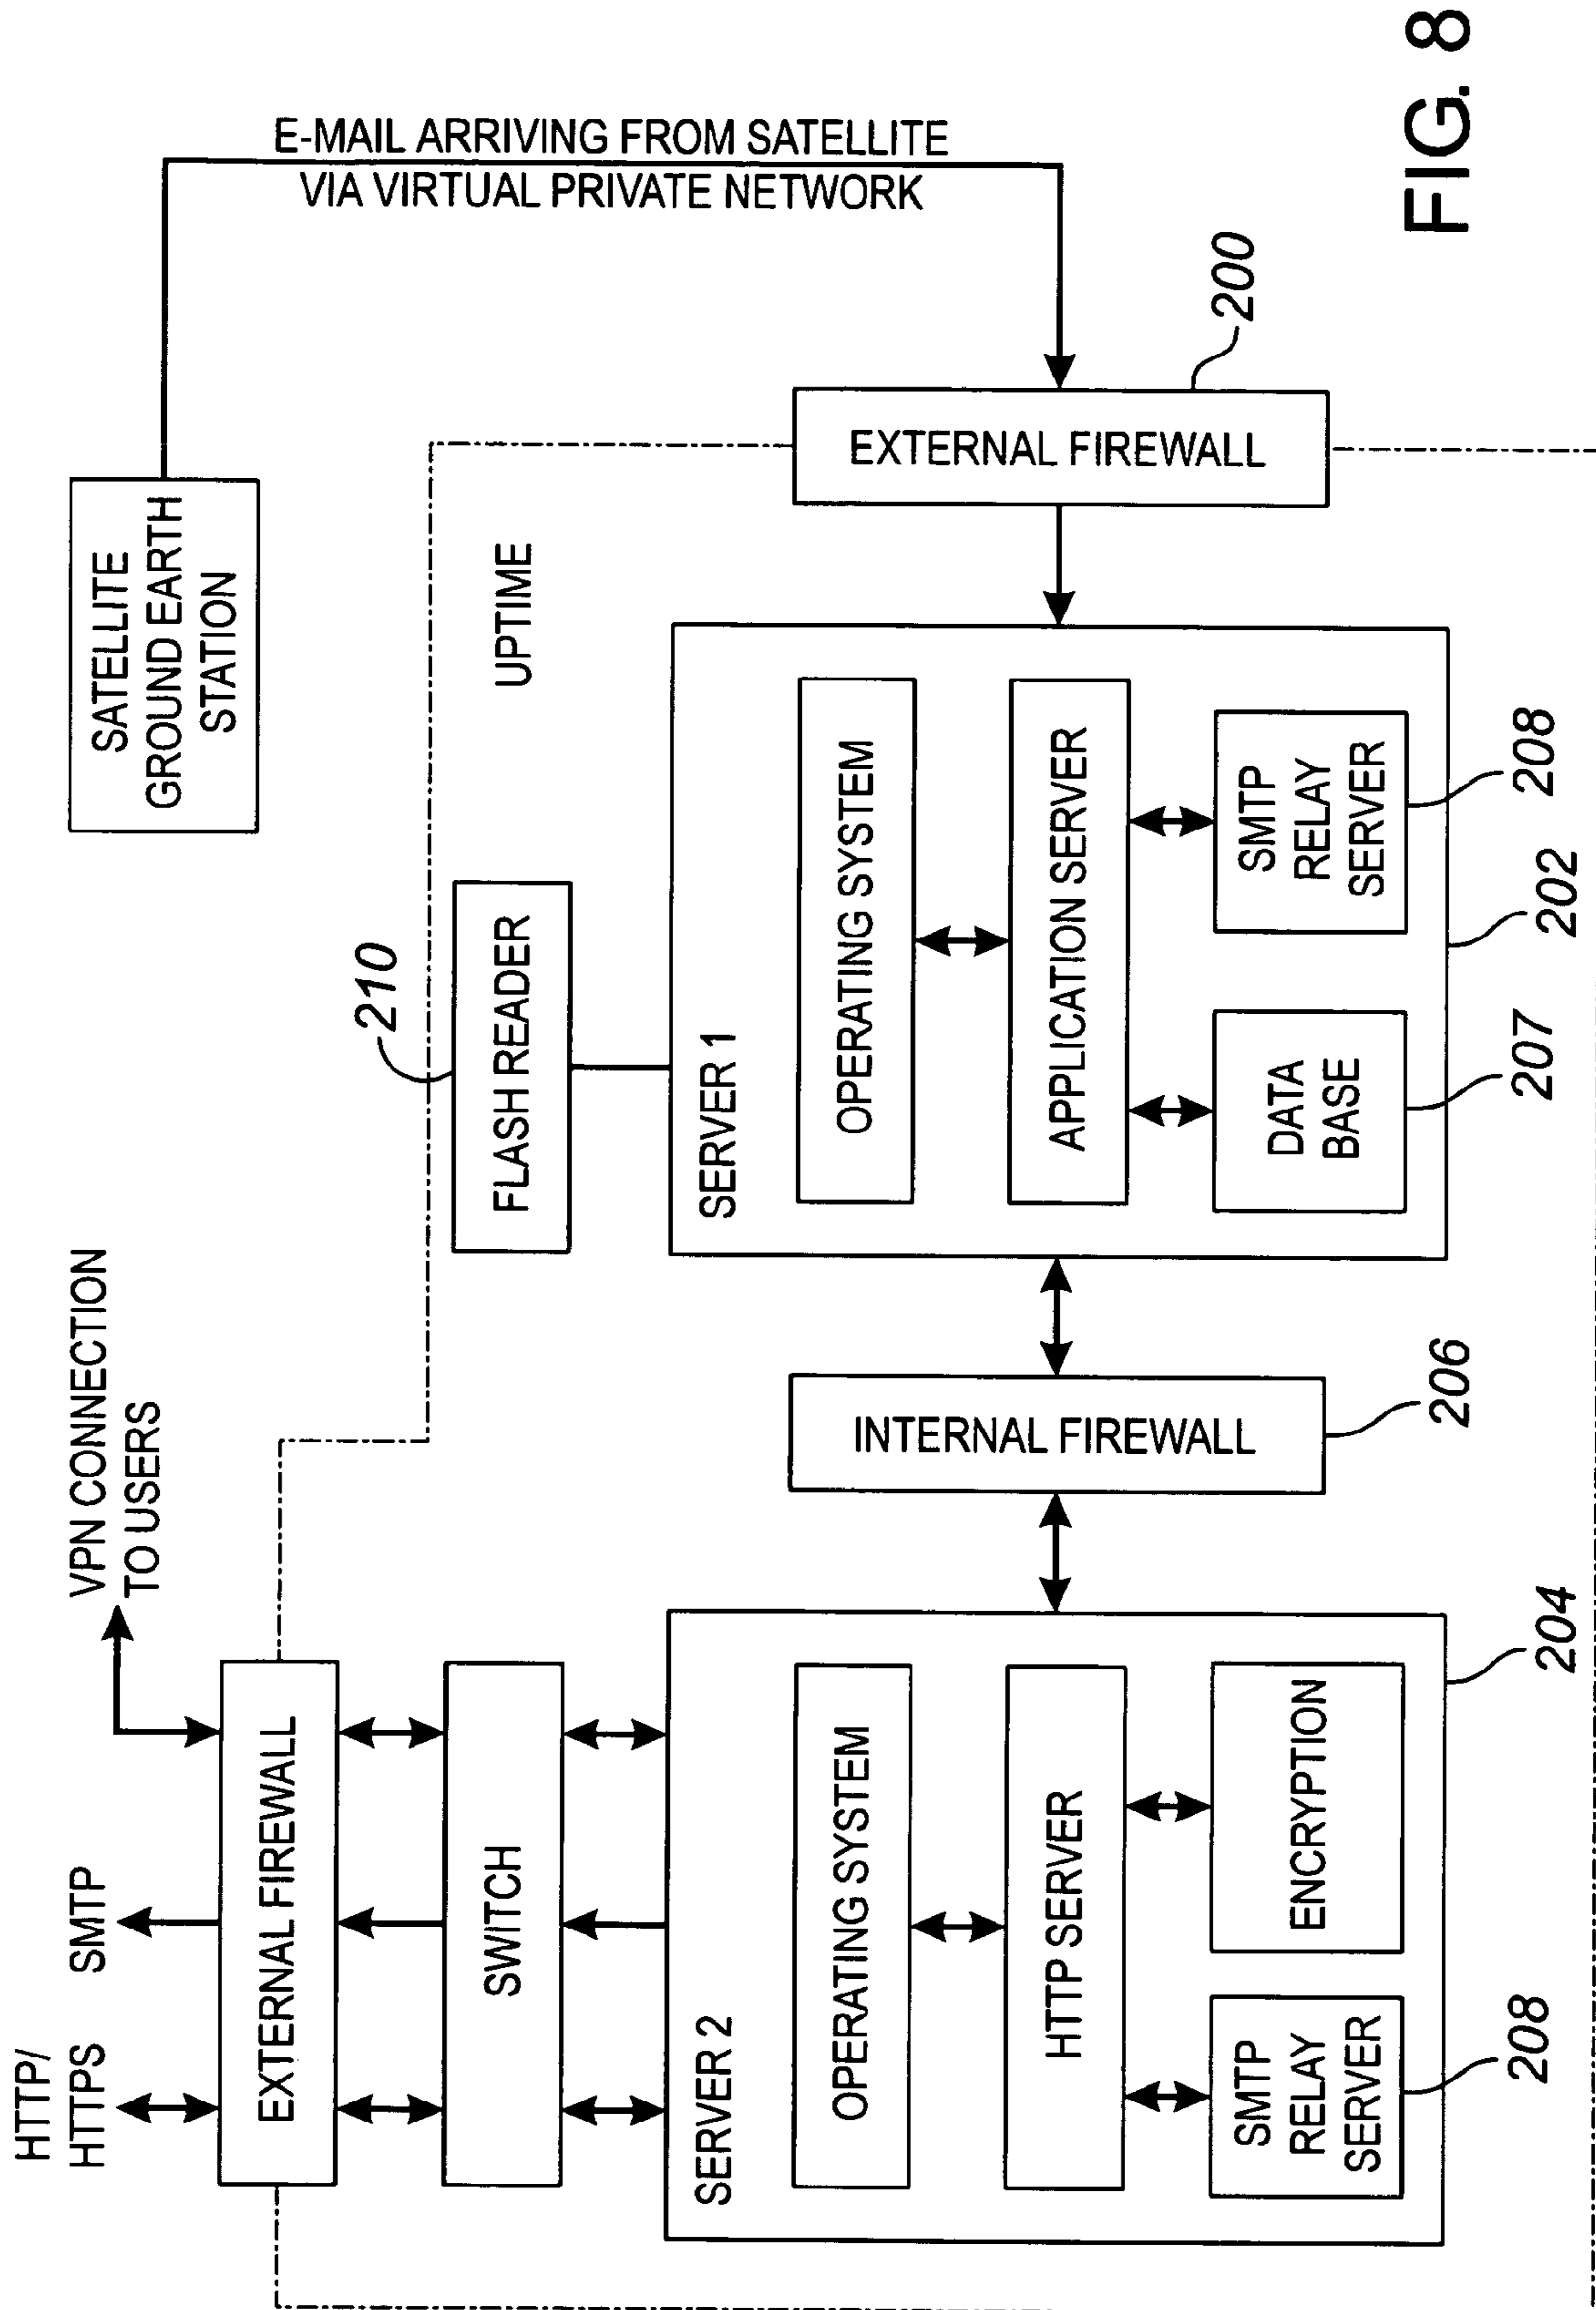 HTTP/
HTTPS
SMTP
VPN CONNECTION
TO USERS
SATELLITE
GROUND EARTH
STATION
E-MAIL ARRIVING FROM SATELLITE
VIA VIRTUAL PRIVATE NETWORK
EXTERNAL FIREWALL
SWITCH
210
FLASH READER
UPTIME
SERVER 2
OPERATING SYSTEM
HTTP SERVER
SMTP
RELAY
SERVER
208
ENCRYPTION
204
INTERNAL FIREWALL
206
SERVER 1
OPERATING SYSTEM
APPLICATION SERVER
DATA
BASE
207
SMTP
RELAY
SERVER
208
202
EXTERNAL FIREWALL
200
FIG. 8